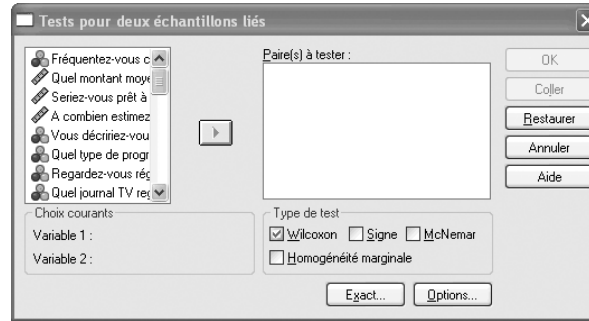 Tests pour deux échantillons liés
Fréquentez-vous c
Quel montant moye
Seriez-vous prêt à
A combien estimez
Vous décririez-vou
Quel type de progr
Regardez-vous rég
Quel journal TV reg
Paire(s) à tester :
OK
Coller
Restaurer
Annuler
Aide
Choix courants
Variable 1 :
Variable 2 :
Type de test
Wilcoxon Signe McNemar
Homogénéité marginale
Exact... Options...